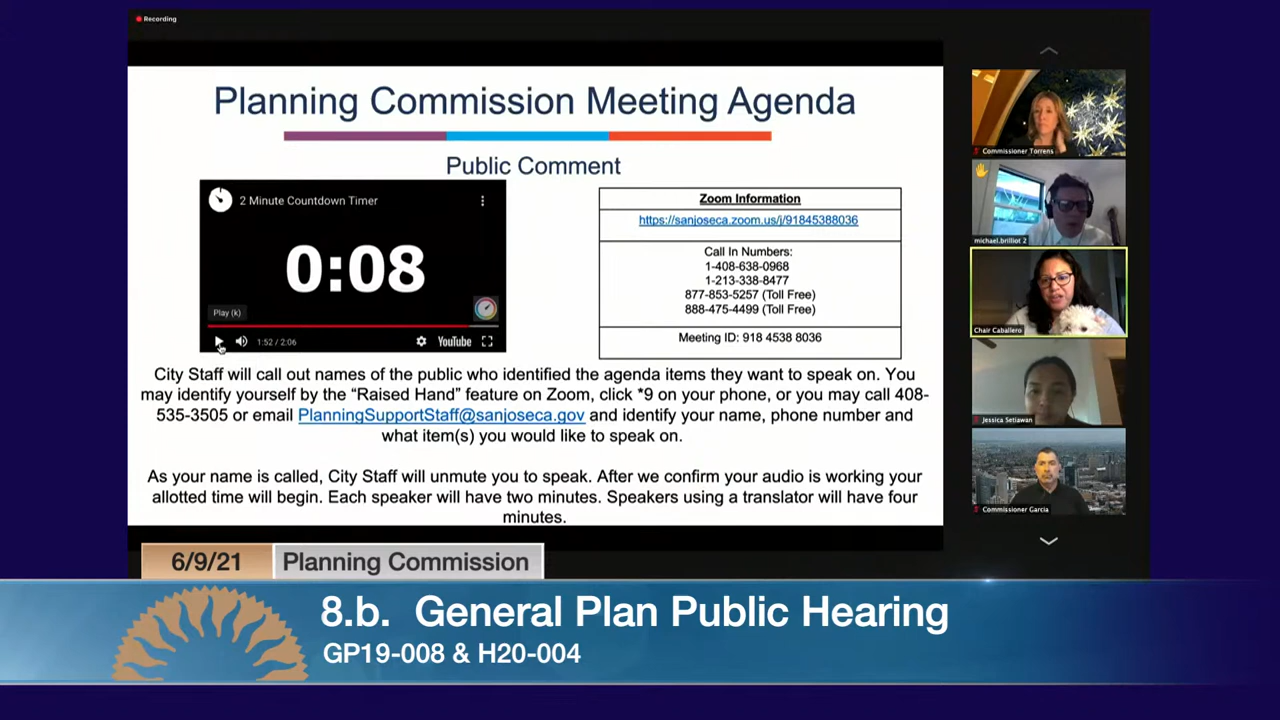 Recording
Planning Commission Meeting Agenda
Public Comment
2 Minute Countdown Timer
0:08
Play (k)
1:52 / 2:06
YouTube
Zoom Information
https://sanjoseca.zoom.us/j/91845388036
Call In Numbers:
1-408-638-0968
1-213-338-8477
877-853-5257 (Toll Free)
888-475-4499 (Toll Free)
Meeting ID: 918 4538 8036
City Staff will call out names of the public who identified the agenda items they want to speak on. You
may identify yourself by the “Raised Hand” feature on Zoom, click *9 on your phone, or you may call 408-
535-3505 or email PlanningSupportStaff@sanjoseca.gov and identify your name, phone number and
what item(s) you would like to speak on.
As your name is called, City Staff will unmute you to speak. After we confirm your audio is working your
allotted time will begin. Each speaker will have two minutes. Speakers using a translator will have four
minutes.
Commissioner Torrens
michael.brilliot 2
Chair Caballero
Jessica Setiawan
Commissioner Garcia
6/9/21
Planning Commission
8.b. General Plan Public Hearing
GP19-008 & H20-004